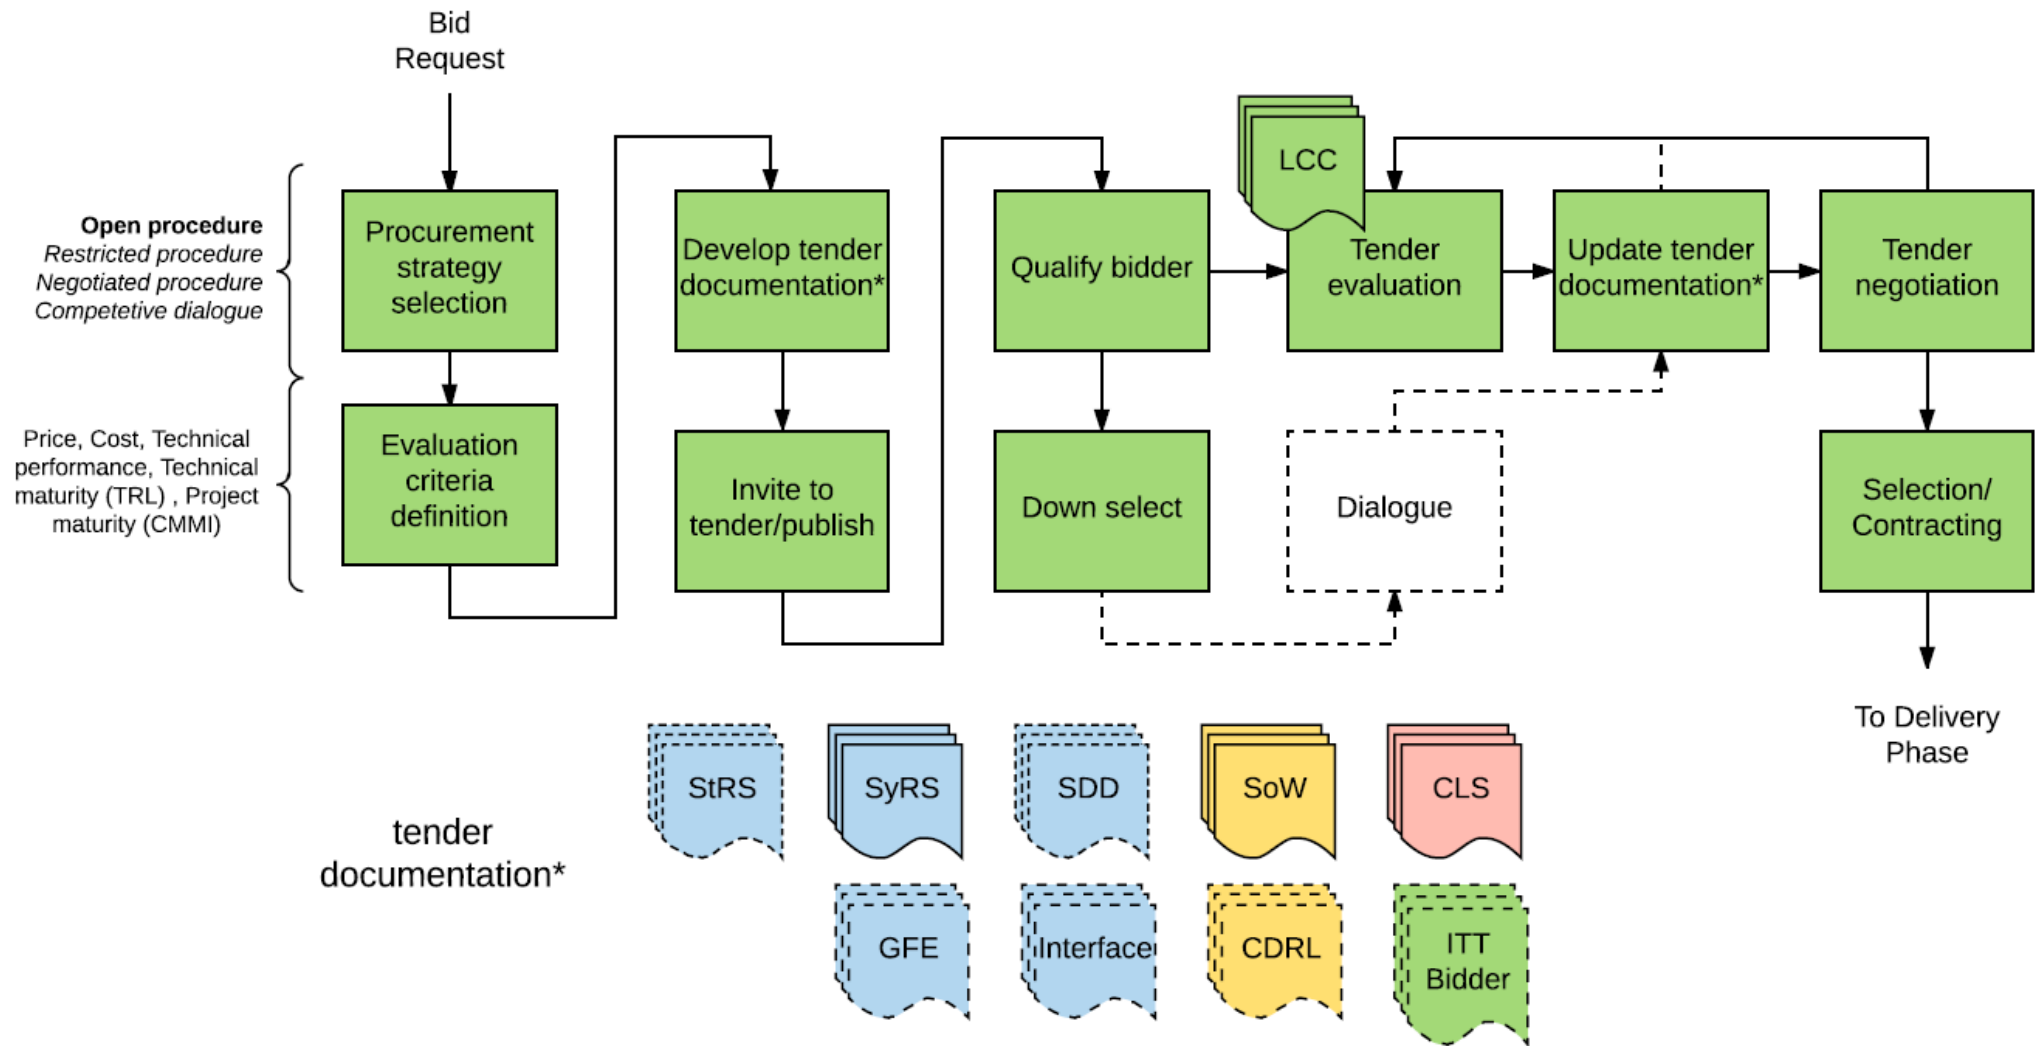 Bid
Request
Open procedure
Restricted procedure
Negotiated procedure
Competetive dialogue
Procurement
strategy
selection
Develop tender
documentation*
Qualify bidder
LCC
Tender
evaluation
Update tender
documentation*
Tender
negotiation
Price, Cost, Technical
performance, Technical
maturity (TRL) , Project
maturity (CMMI)
Evaluation
criteria
definition
Invite to
tender/publish
Down select
Dialogue
Selection/
Contracting
To Delivery
Phase
tender
documentation*
StRS
SyRS
SDD
SoW
CLS
GFE
Interface
CDRL
ITT
Bidder